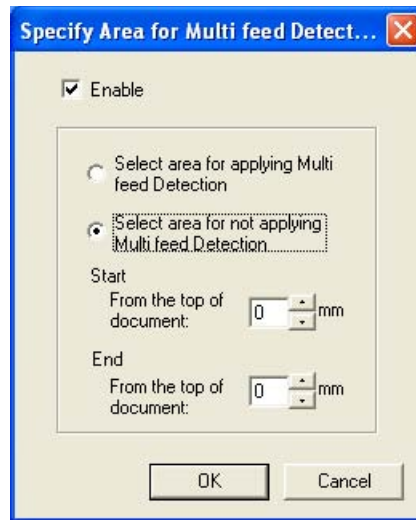 Specify Area for Multi feed Detect...
Enable
Select area for applying Multi
feed Detection
Select area for not applying
Multi feed Detection
Start
From the top of
document:
0
mm
End
From the top of
document:
0
mm
OK
Cancel